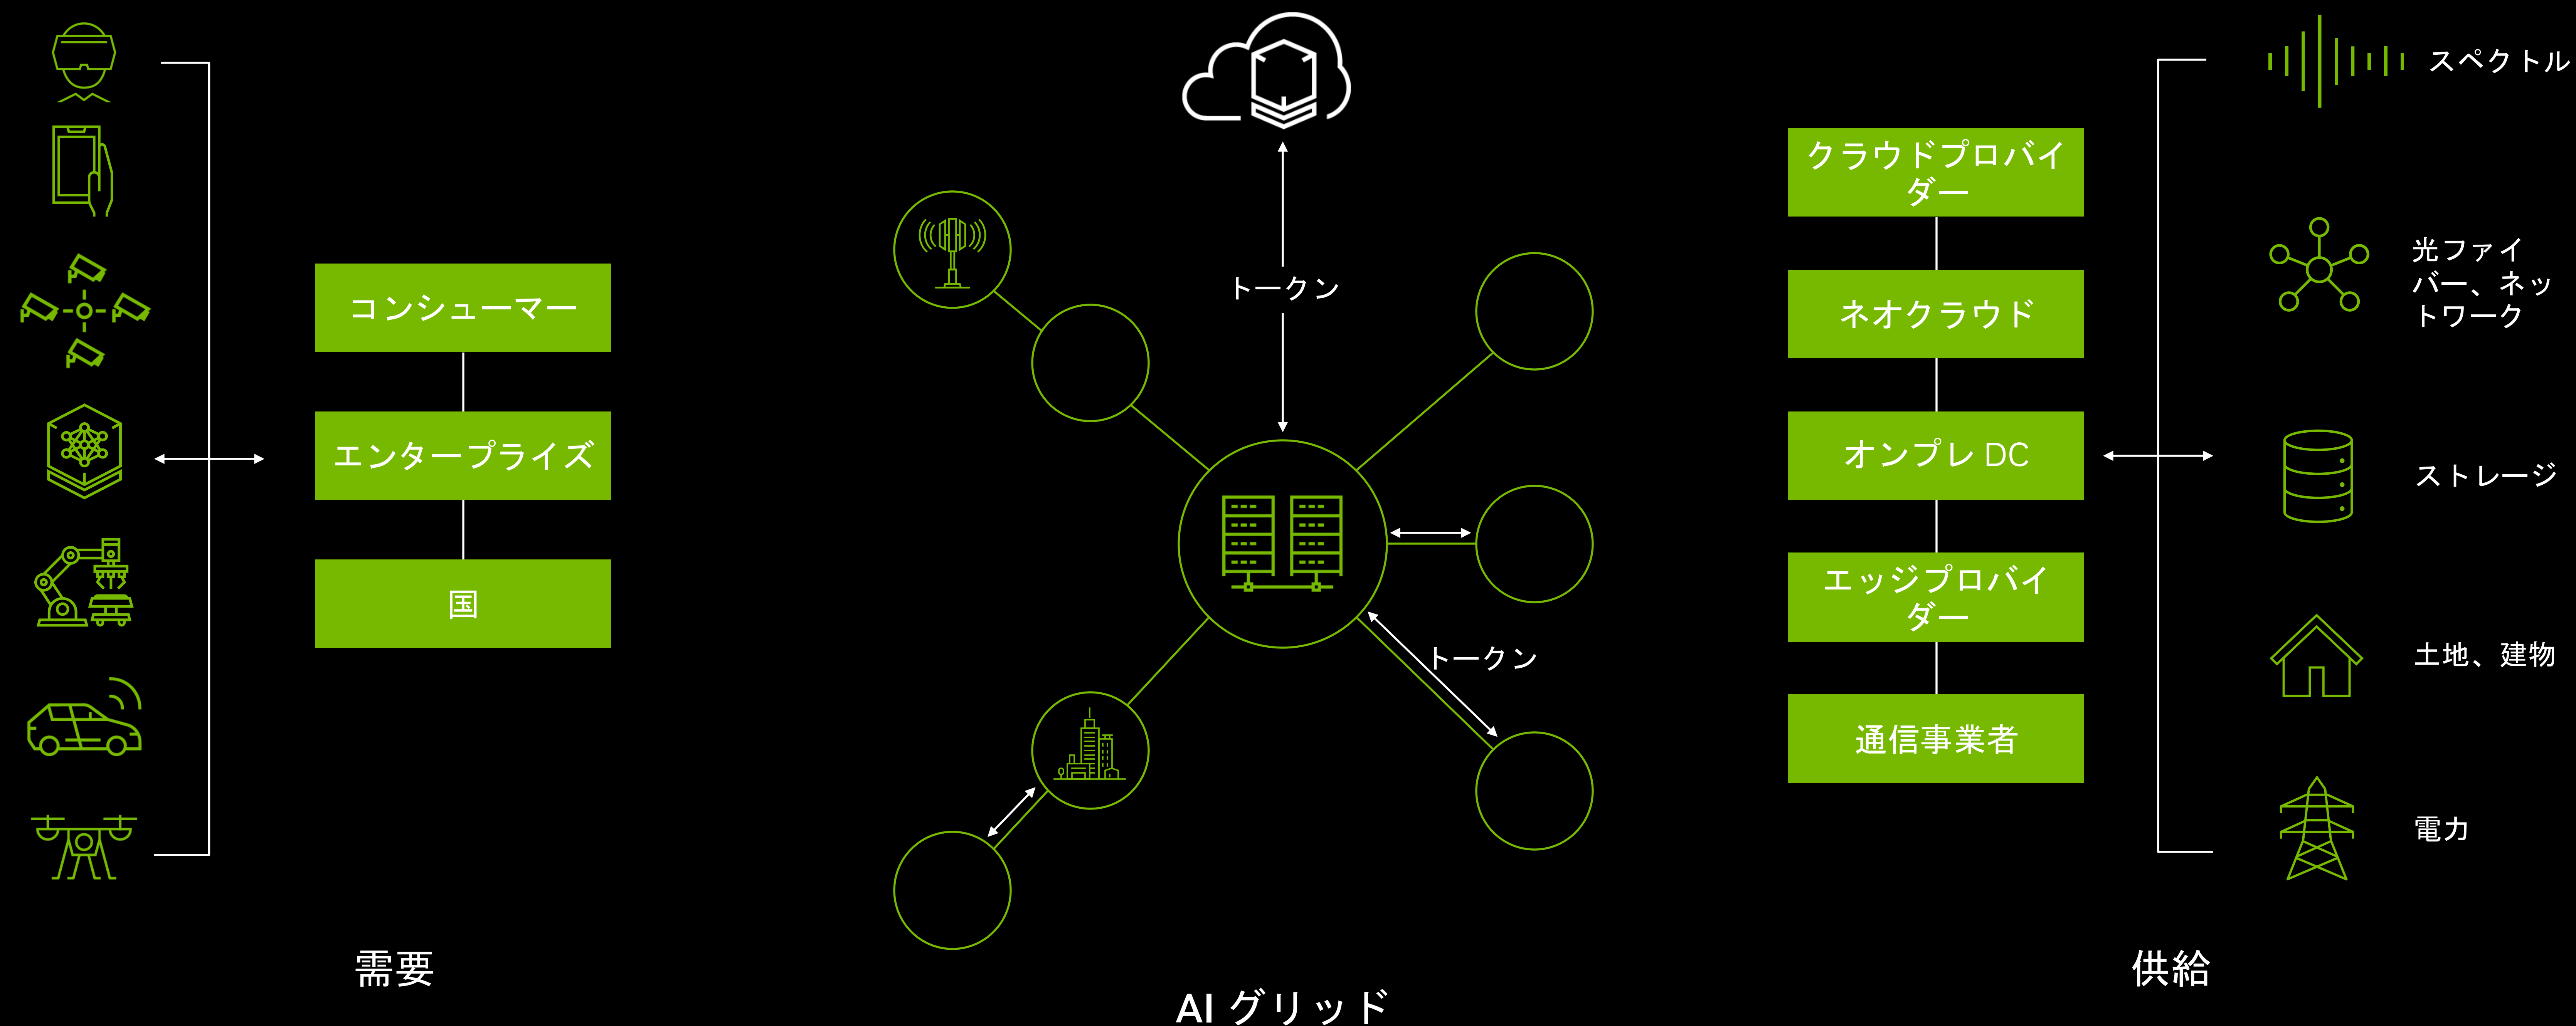 コンシューマー
エンタープライズ
国
需要
トークン
トークン
AI グリッド
クラウドプロバイ
ダー
ネオクラウド
オンプレ DC
エッジプロバイ
ダー
通信事業者
スペクトル
光ファイ
バー、ネッ
トワーク
ストレージ
土地、建物
電力
供給